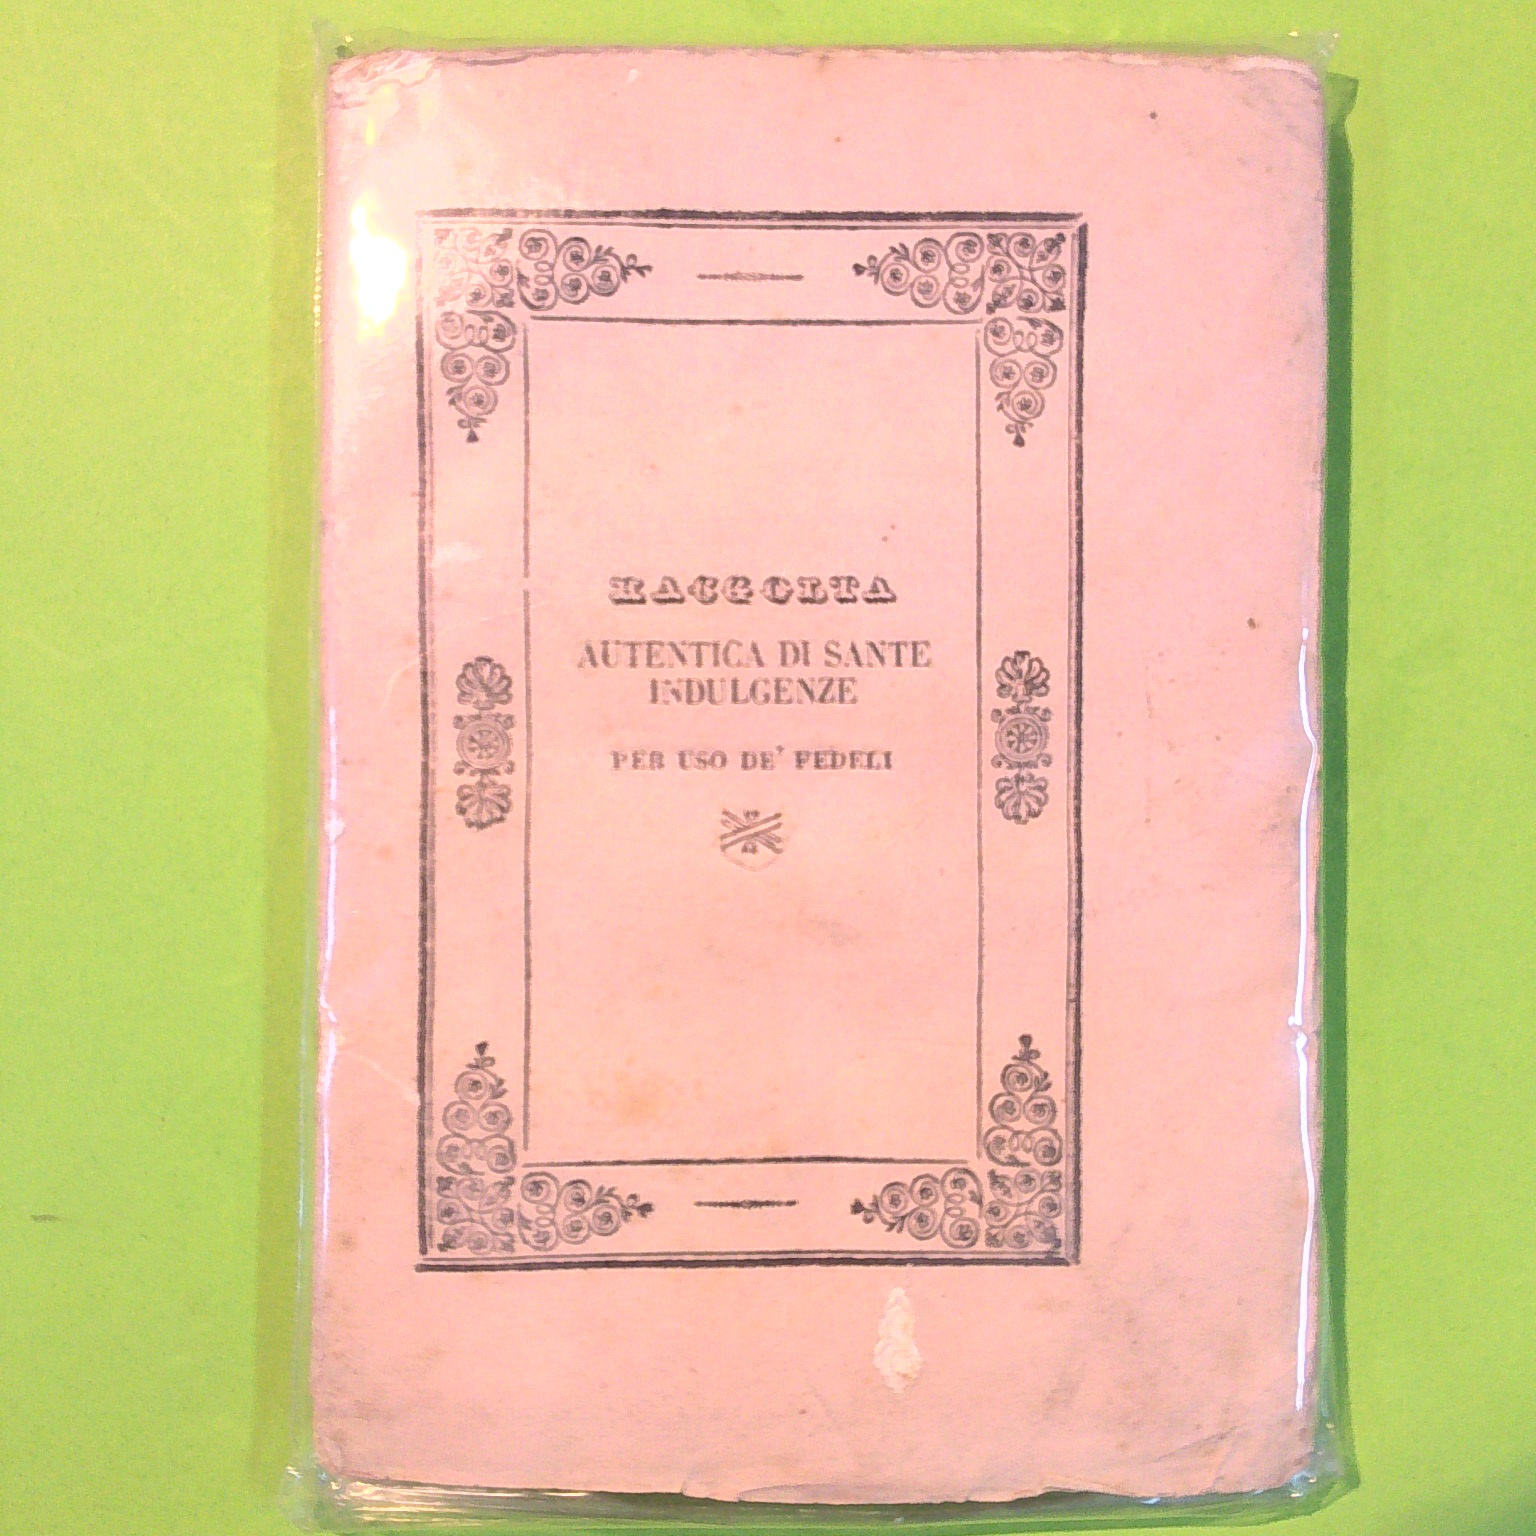 RACCOLTA
AUTENTICA DI SANTE
INDULGENZE
PER USO DE' FEDELI